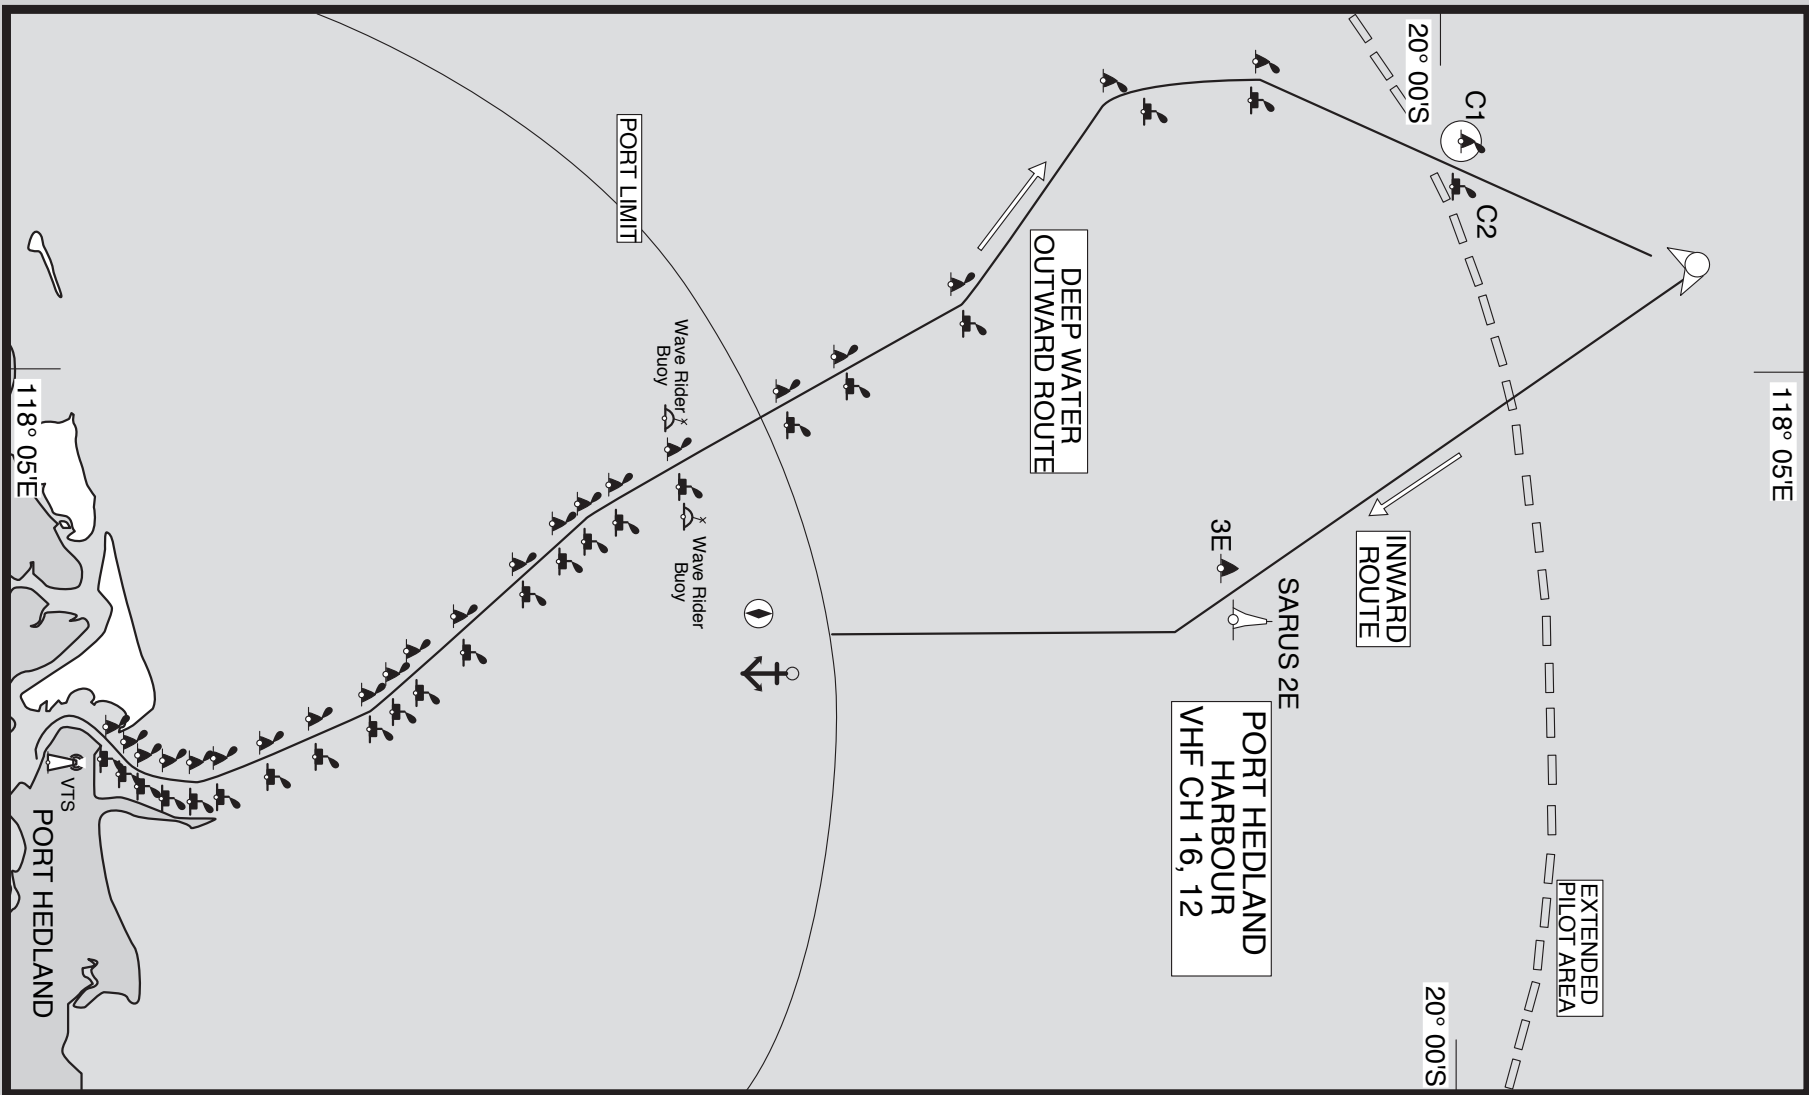 118° 05'E
EXTENDED
PILOT AREA
C1
C2
20° 00'S
20° 00'S
INWARD
ROUTE
SARUS 2E
3E
PORT HEDLAND
HARBOUR
VHF CH 16, 12
DEEP WATER
OUTWARD ROUTE
Wave Rider
Buoy
Wave Rider
Buoy
PORT LIMIT
VTS
PORT HEDLAND
118° 05'E